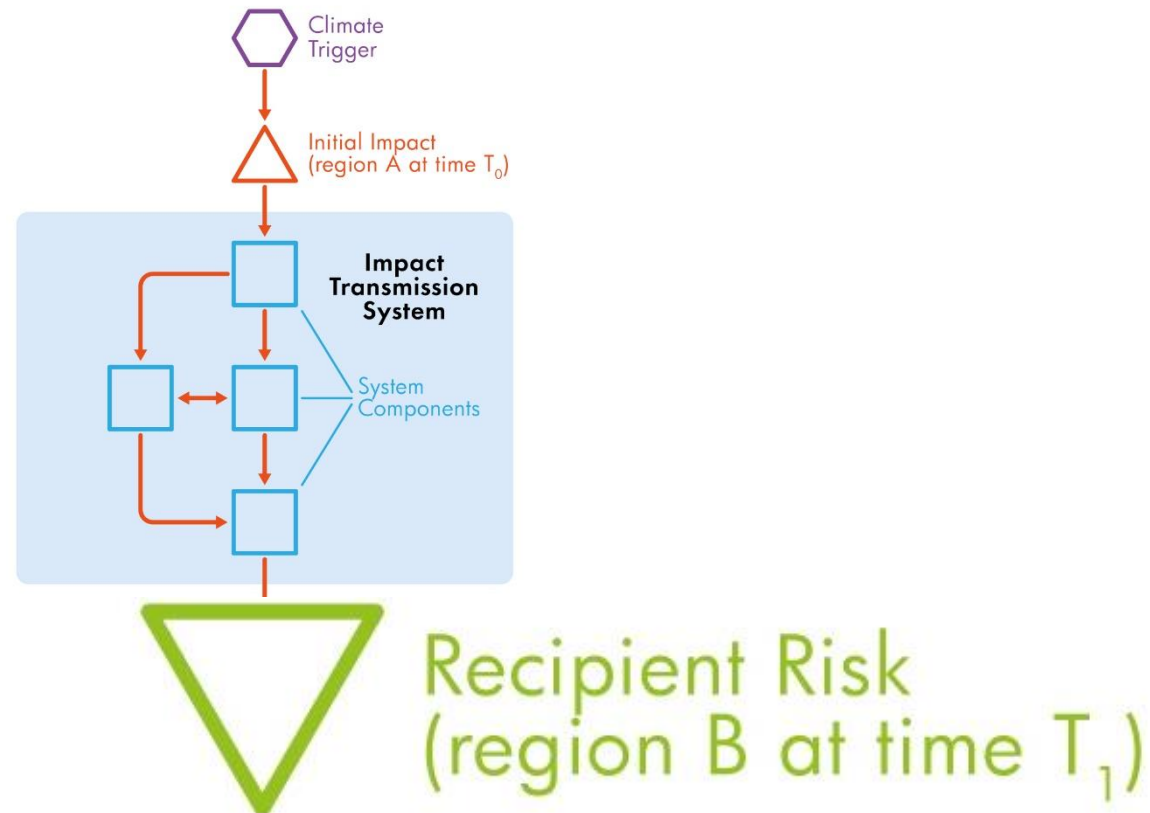 Climate
Trigger
Initial Impact
(region A at time T₀)
Impact
Transmission
System
System
Components
Recipient Risk
(region B at time T₁)